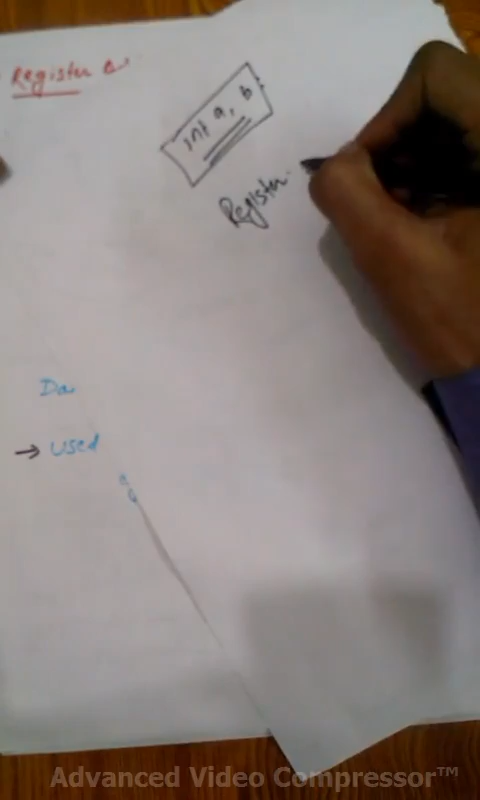 Register
int a, b
Register
Da
→ used
Advanced Video Compressor™